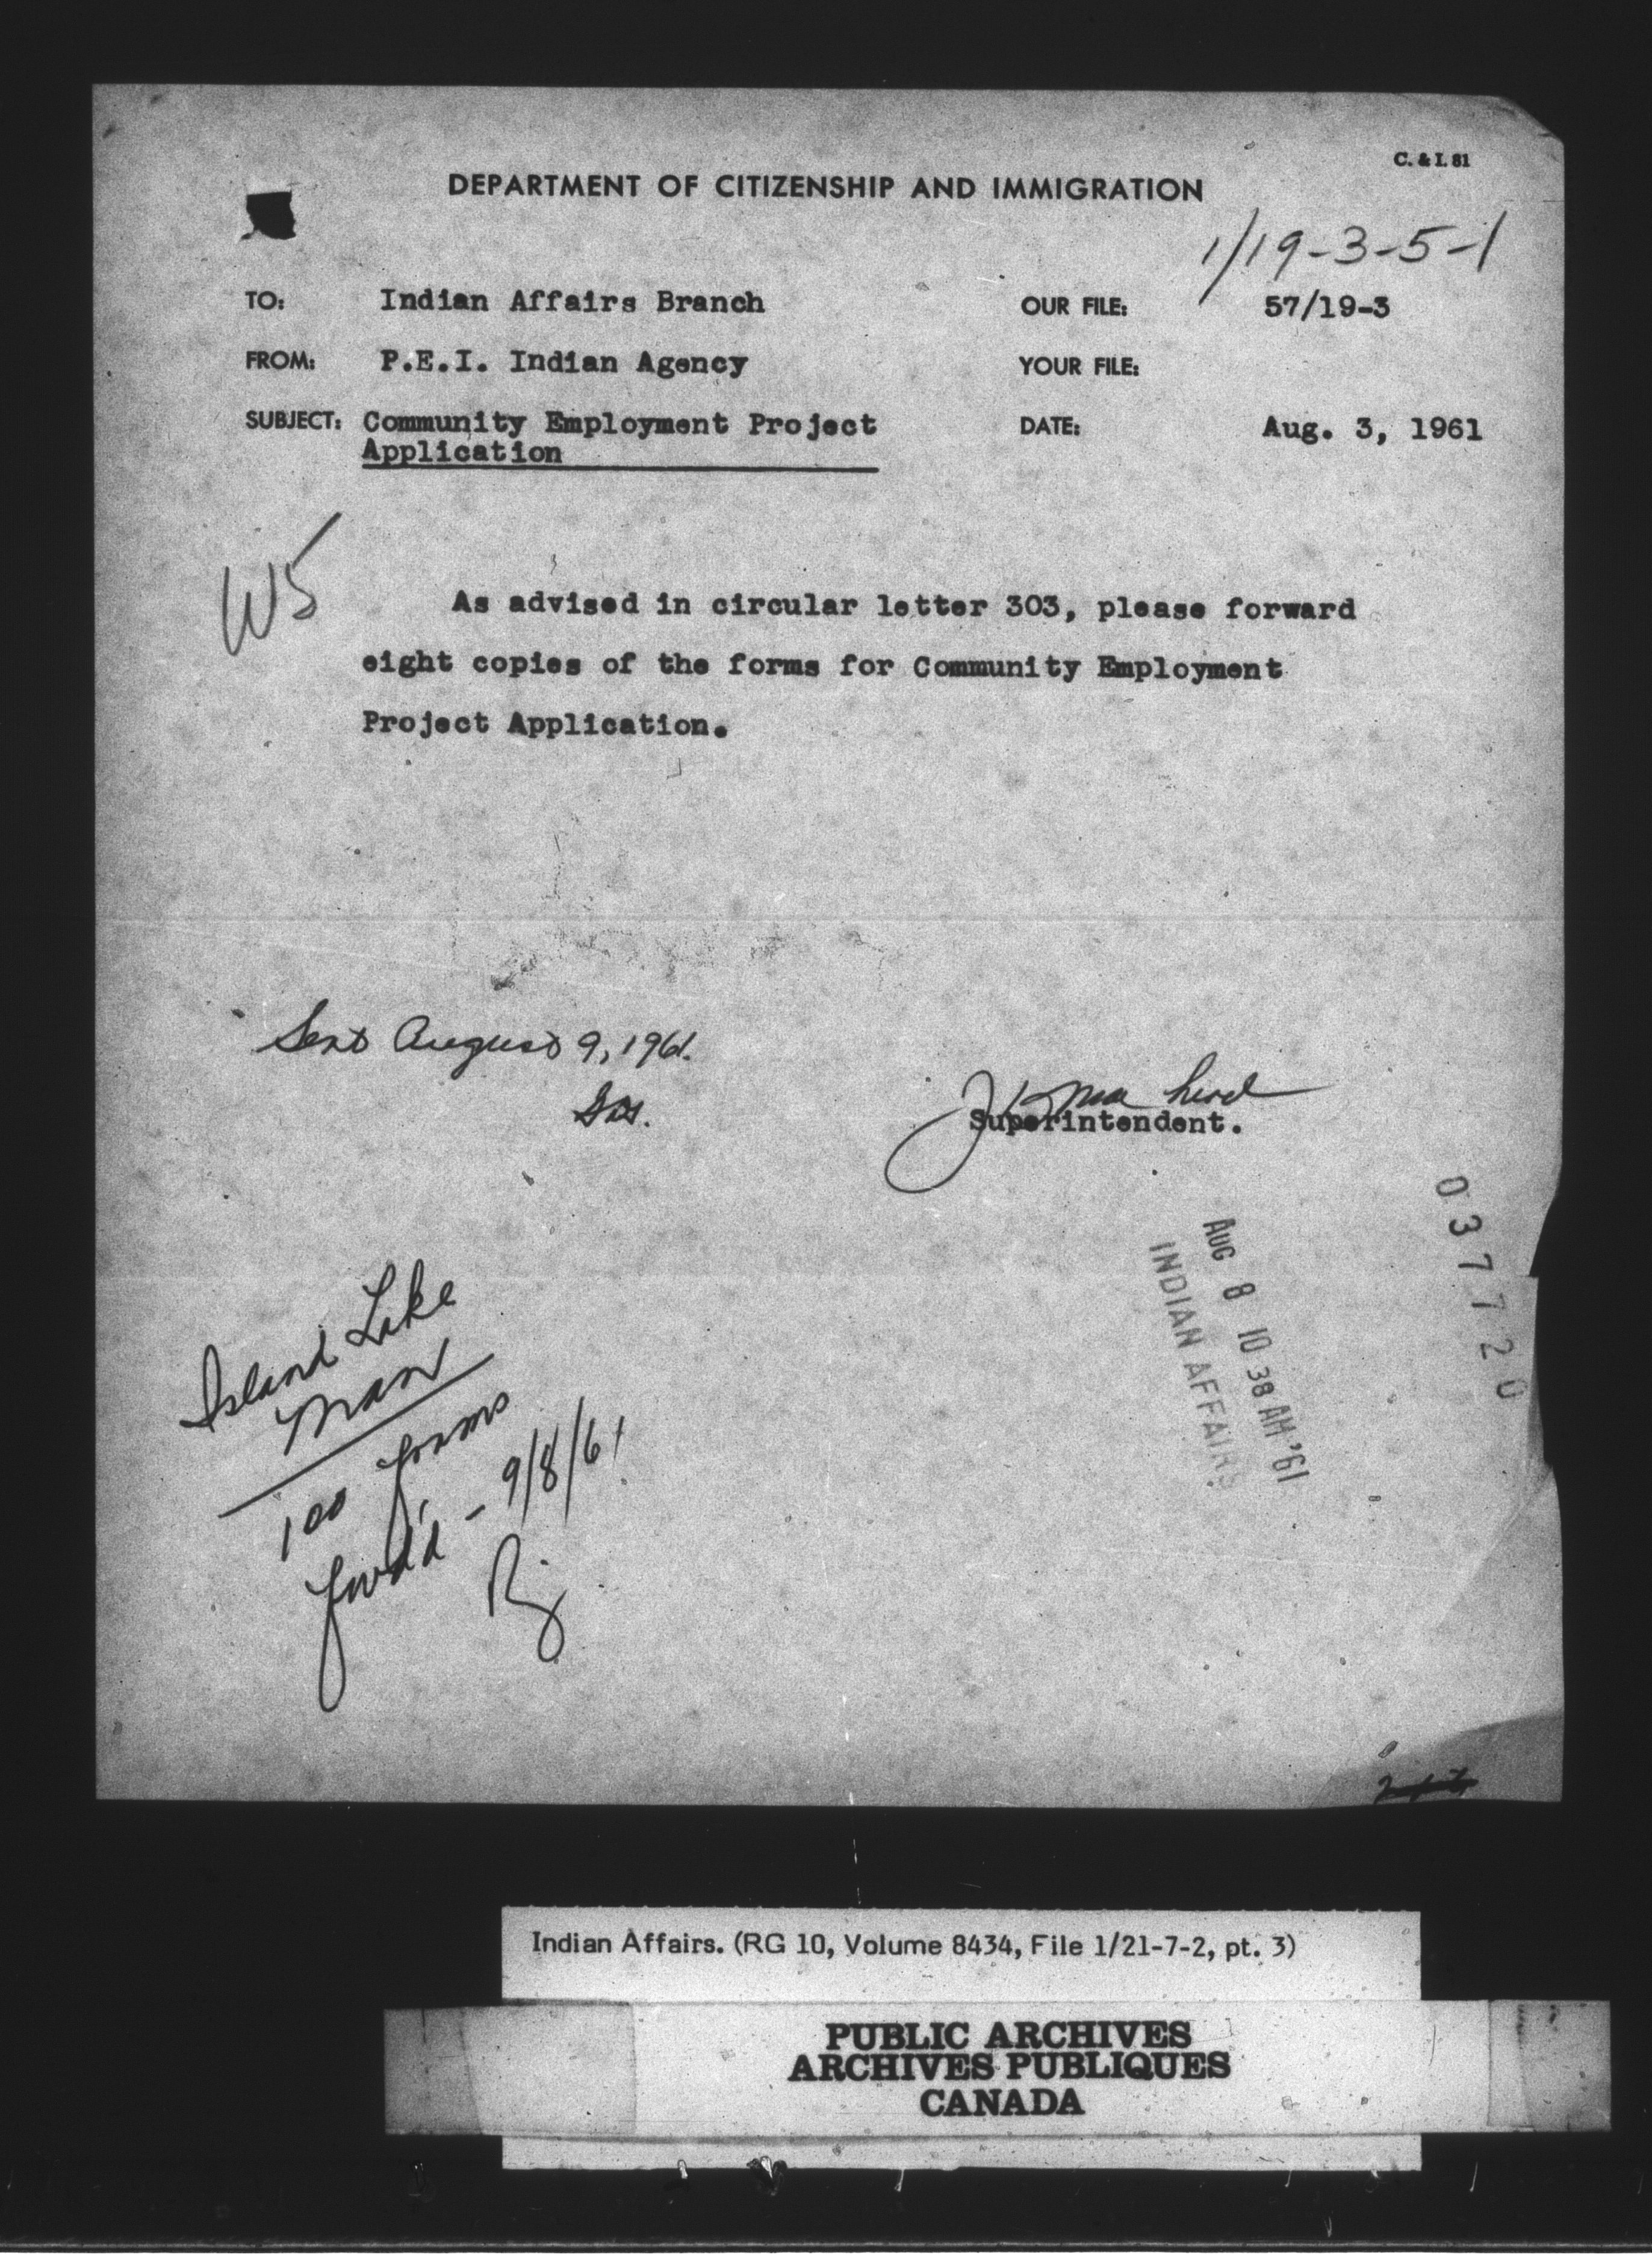 C. & I. 81
DEPARTMENT OF CITIZENSHIP AND IMMIGRATION
1/19-3-5-1
TO: Indian Affairs Branch
OUR FILE: 57/19-3
FROM: P.E.I. Indian Agency
YOUR FILE:
SUBJECT: Community Employment Project
Application
DATE: Aug. 3, 1961
W5
As advised in circular letter 303, please forward
eight copies of the forms for Community Employment
Project Application.
Sent August 9, 1961.
Superintendent.
037720
AUG 8 10 38 AM '61
INDIAN AFFAIRS
Island Lake
Man
100 forms
fwd'd - 9/8/61
Indian Affairs. (RG 10, Volume 8434, File 1/21-7-2, pt. 3)
PUBLIC ARCHIVES
ARCHIVES PUBLIQUES
CANADA